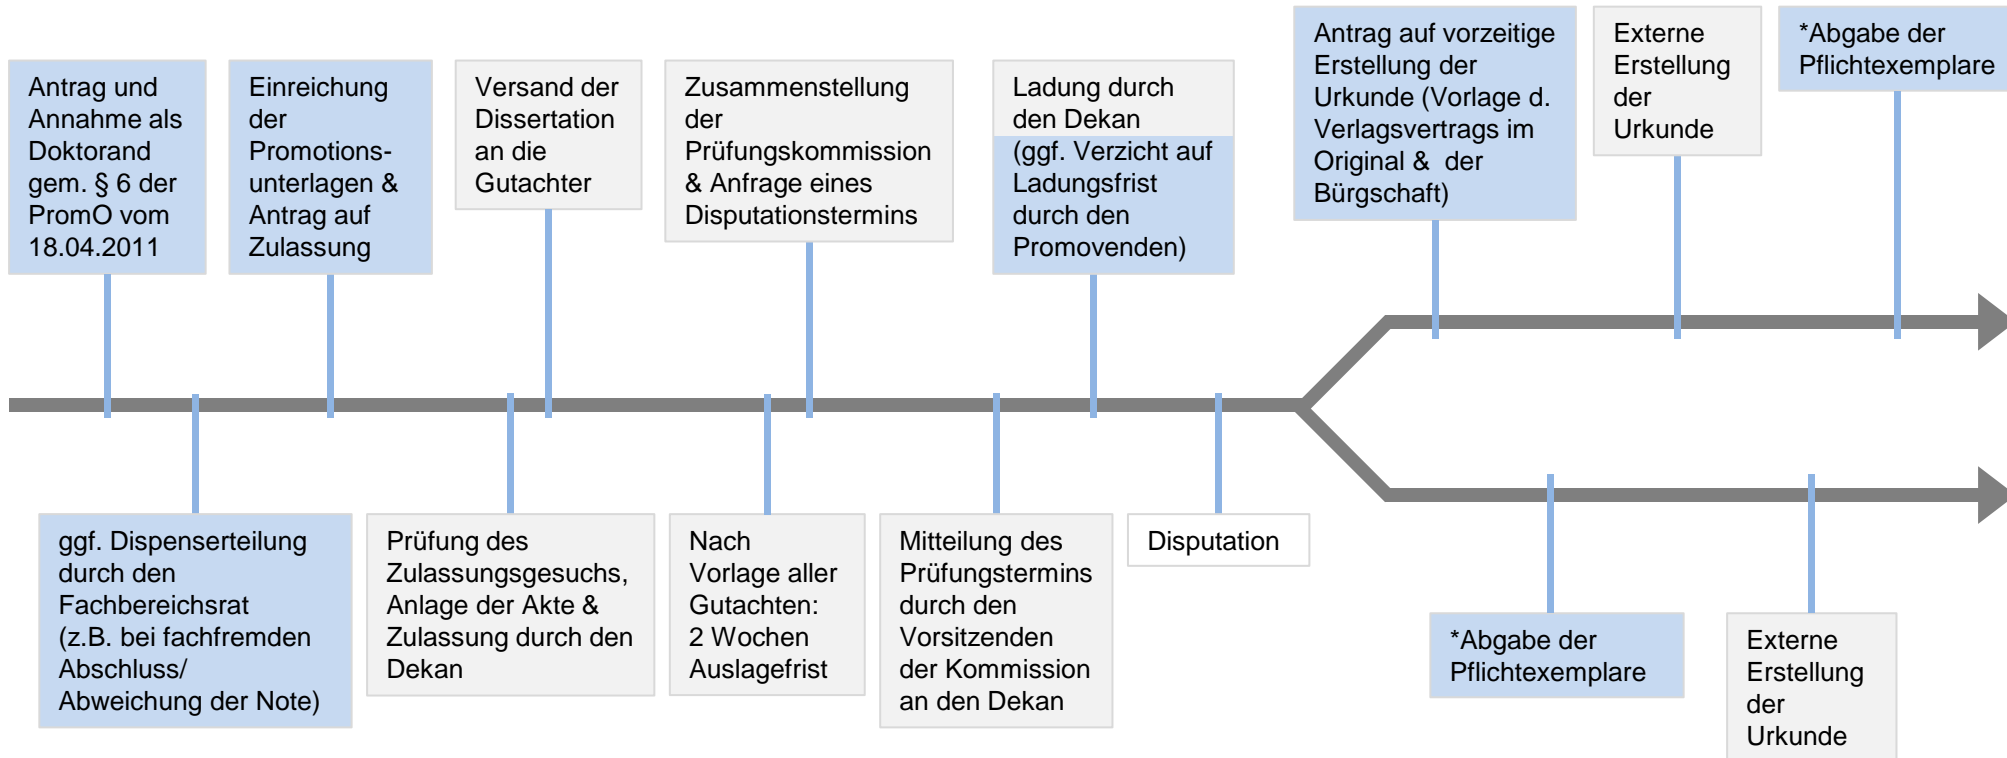 Antrag und
Annahme als
Doktorand
gem. § 6 der
PromO vom
18.04.2011
Einreichung
der
Promotions-
unterlagen &
Antrag auf
Zulassung
Versand der
Dissertation
an die
Gutachter
Zusammenstellung
der
Prüfungskommission
& Anfrage eines
Disputationstermins
Ladung durch
den Dekan
(ggf. Verzicht auf
Ladungsfrist
durch den
Promovenden)
Antrag auf vorzeitige
Erstellung der
Urkunde (Vorlage d.
Verlagsvertrags im
Original & der
Bürgschaft)
Externe
Erstellung
der
Urkunde
*Abgabe der
Pflichtexemplare
ggf. Dispenserteilung
durch den
Fachbereichsrat
(z.B. bei fachfremden
Abschluss/
Abweichung der Note)
Prüfung des
Zulassungsgesuchs,
Anlage der Akte &
Zulassung durch den
Dekan
Nach
Vorlage aller
Gutachten:
2 Wochen
Auslagefrist
Mitteilung des
Prüfungstermins
durch den
Vorsitzenden
der Kommission
an den Dekan
Disputation
*Abgabe der
Pflichtexemplare
Externe
Erstellung
der
Urkunde